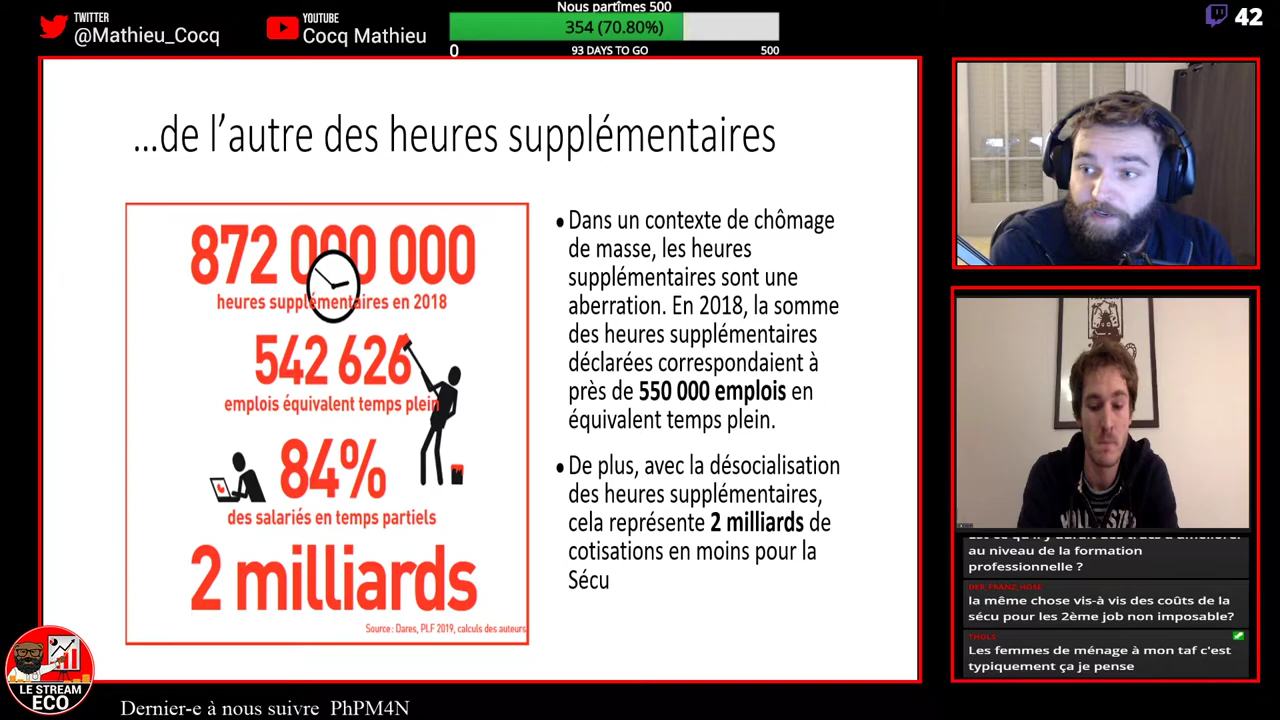 TWITTER
@Mathieu_Cocq
YOUTUBE
Cocq Mathieu
Nous partîmes 500
354 (70.80%)
0
93 DAYS TO GO
500
42
...de l'autre des heures supplémentaires
872 000 000
heures supplémentaires en 2018
542 626
emplois équivalent temps plein
84%
des salariés en temps partiels
2 milliards
Source : Dares, PLF 2019, calculs des auteurs
• Dans un contexte de chômage
de masse, les heures
supplémentaires sont une
aberration. En 2018, la somme
des heures supplémentaires
déclarées correspondaient à
près de 550 000 emplois en
équivalent temps plein.
• De plus, avec la désocialisation
des heures supplémentaires,
cela représente 2 milliards de
cotisations en moins pour la
Sécu
HOLLISTER
au niveau de la formation
professionnelle ?
DER_FRANZ_HOSE
la même chose vis-à vis des coûts de la
sécu pour les 2ème job non imposable?
THOLS
Les femmes de ménage à mon taf c'est
typiquement ça je pense
LE STREAM
ECO
Dernier-e à nous suivre PhPM4N